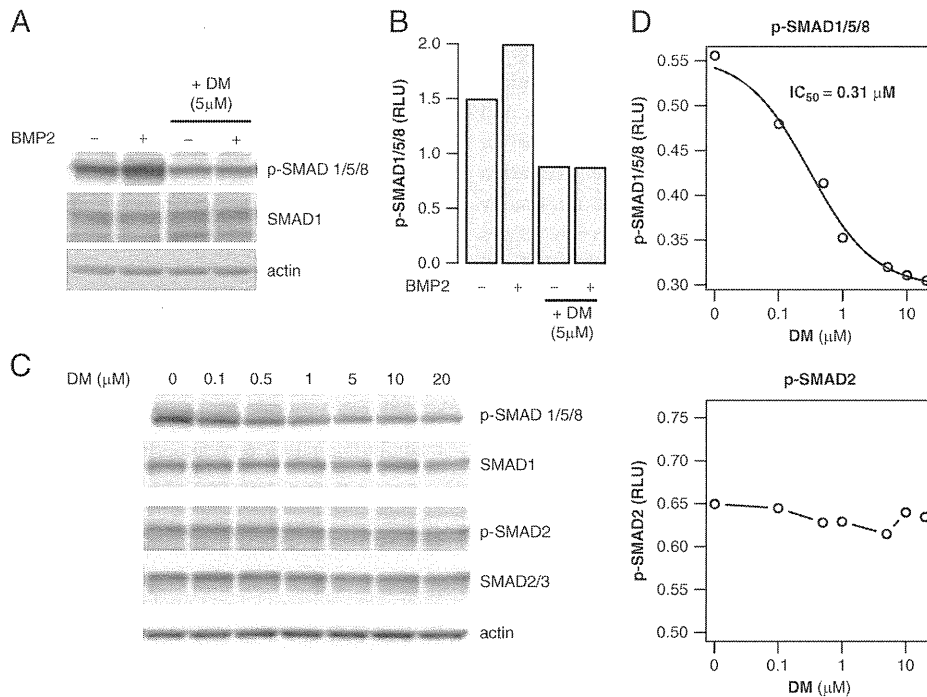 A
+ DM
(5μM)
BMP2 − + − +
p-SMAD 1/5/8
SMAD1
actin
B
p-SMAD1/5/8 (RLU)
2.0
1.5
1.0
0.5
0.0
BMP2 − + − +
+ DM
(5μM)
C
DM (μM) 0 0.1 0.5 1 5 10 20
p-SMAD 1/5/8
SMAD1
p-SMAD2
SMAD2/3
actin
D
p-SMAD1/5/8
p-SMAD1/5/8 (RLU)
0.55
0.50
0.45
0.40
0.35
0.30
IC50 = 0.31 μM
0 0.1 1 10
DM (μM)
p-SMAD2
p-SMAD2 (RLU)
0.75
0.70
0.65
0.60
0.55
0.50
0 0.1 1 10
DM (μM)